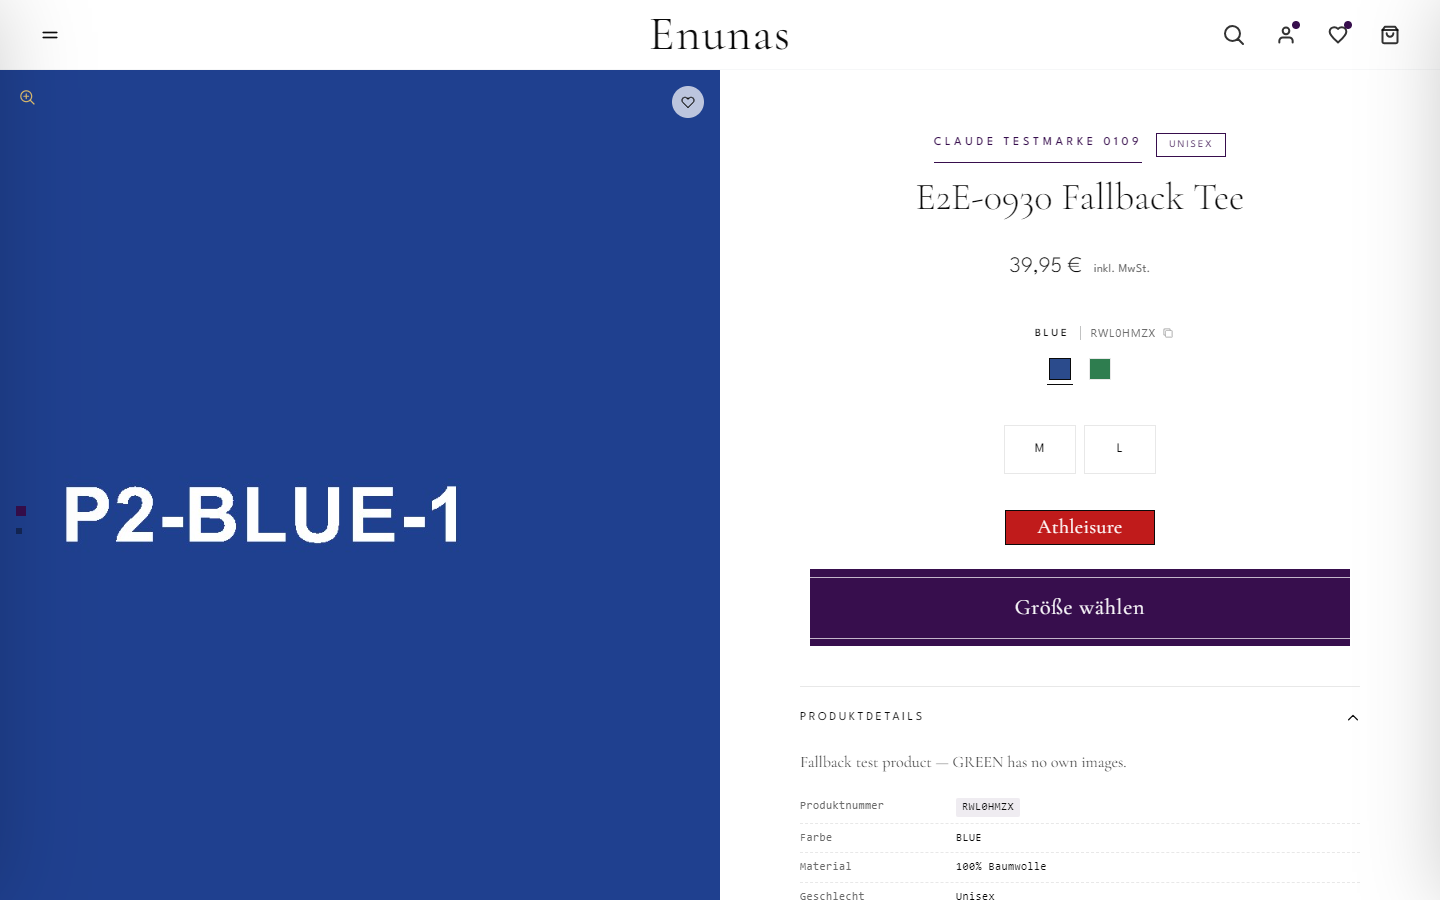 Enunas
P2-BLUE-1
CLAUDE TESTMARKE 0109
UNISEX
E2E-0930 Fallback Tee
39,95 € inkl. MwSt.
BLUE | RWL0HMZX
M
L
Athleisure
Größe wählen
PRODUKTDETAILS
Fallback test product — GREEN has no own images.
Produktnummer RWL0HMZX
Farbe BLUE
Material 100% Baumwolle
Geschlecht Unisex